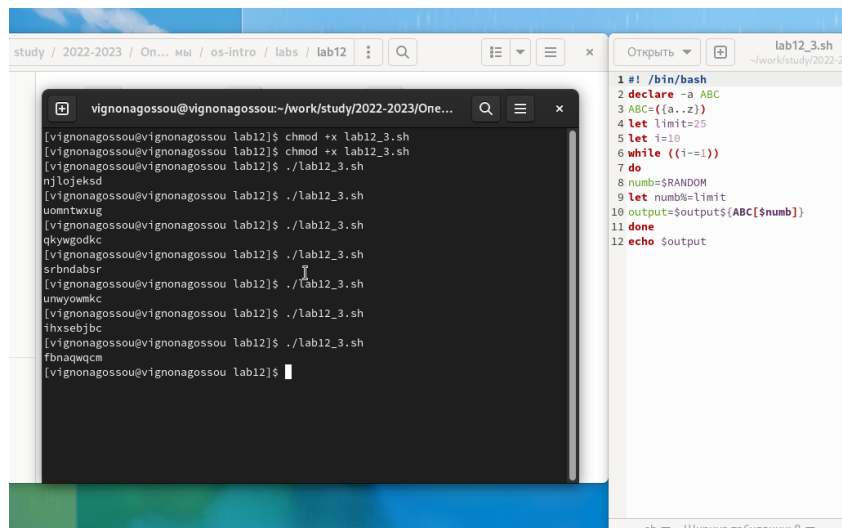 study / 2022-2023 / Оп… мы / os-intro / labs / lab12
vignonagossou@vignonagossou:~/work/study/2022-2023/Опе...
[vignonagossou@vignonagossou lab12]$ chmod +x lab12_3.sh
[vignonagossou@vignonagossou lab12]$ chmod +x lab12_3.sh
[vignonagossou@vignonagossou lab12]$ ./lab12_3.sh
njlojeksd
[vignonagossou@vignonagossou lab12]$ ./lab12_3.sh
uomntwxug
[vignonagossou@vignonagossou lab12]$ ./lab12_3.sh
qkywgodkc
[vignonagossou@vignonagossou lab12]$ ./lab12_3.sh
srbndabsr
[vignonagossou@vignonagossou lab12]$ ./lab12_3.sh
unwyowmkc
[vignonagossou@vignonagossou lab12]$ ./lab12_3.sh
ihxsebjbc
[vignonagossou@vignonagossou lab12]$ ./lab12_3.sh
fbnaqwqcm
[vignonagossou@vignonagossou lab12]$
Открыть
lab12_3.sh
~/work/study/2022-2
1 #! /bin/bash
2 declare -a ABC
3 ABC=({a..z})
4 let limit=25
5 let i=10
6 while ((i-=1))
7 do
8 numb=$RANDOM
9 let numb%=limit
10 output=$output${ABC[$numb]}
11 done
12 echo $output